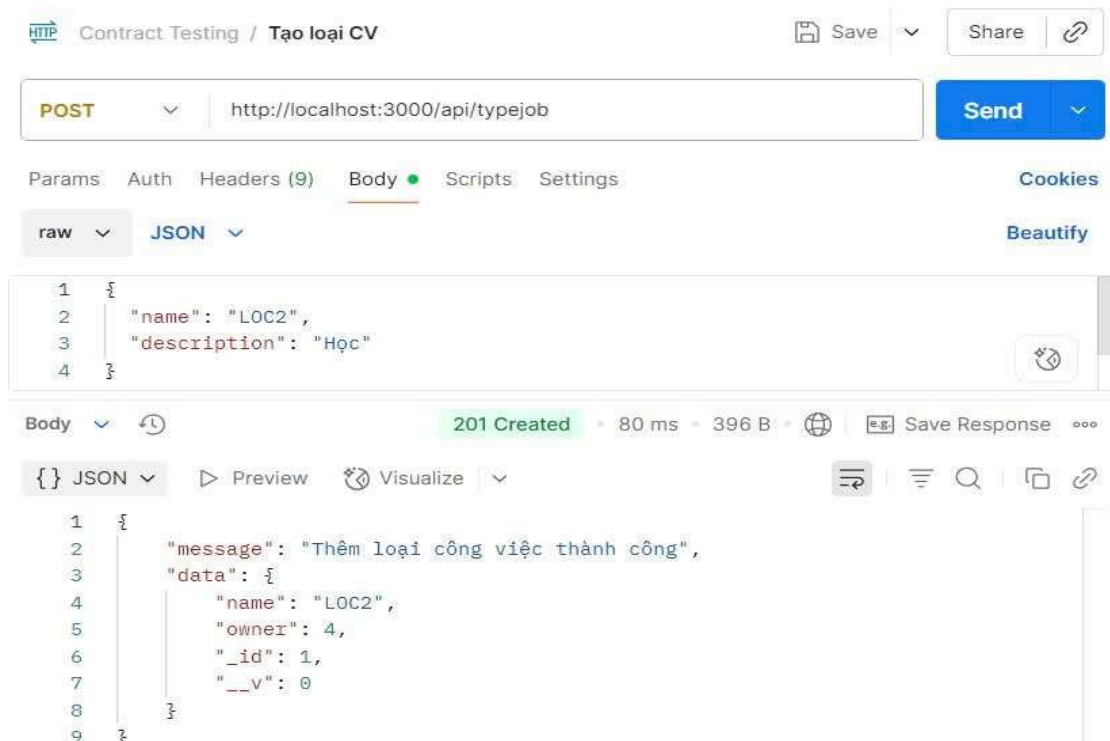 HTTP Contract Testing / Tạo loại CV Save Share
POST http://localhost:3000/api/typejob Send
Params Auth Headers (9) Body Scripts Settings Cookies
raw JSON Beautify
1 {
2 "name": "LOC2",
3 "description": "Học"
4 }
Body 201 Created 80 ms 396 B e.g. Save Response
{} JSON Preview Visualize
1 {
2 "message": "Thêm loại công việc thành công",
3 "data": {
4 "name": "LOC2",
5 "owner": 4,
6 "_id": 1,
7 "__v": 0
8 }
9 }